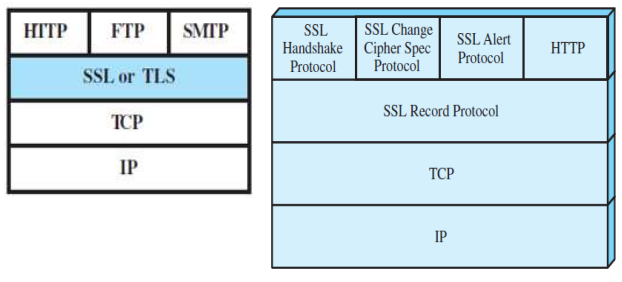 HTTP FTP SMTP
SSL or TLS
TCP
IP
SSL
Handshake
Protocol
SSL Change
Cipher Spec
Protocol
SSL Alert
Protocol
HTTP
SSL Record Protocol
TCP
IP